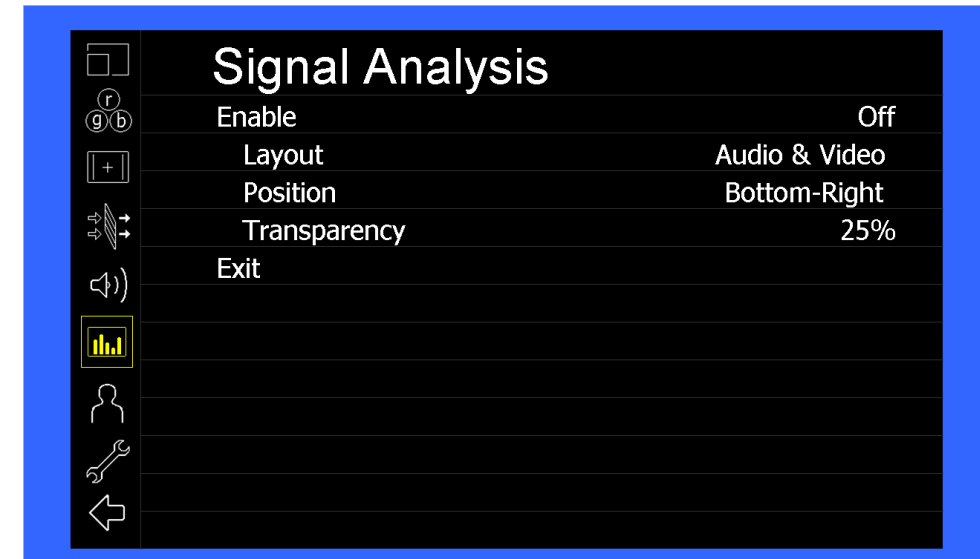 Signal Analysis
r
g b
Enable Off
Layout Audio & Video
Position Bottom-Right
Transparency 25%
Exit